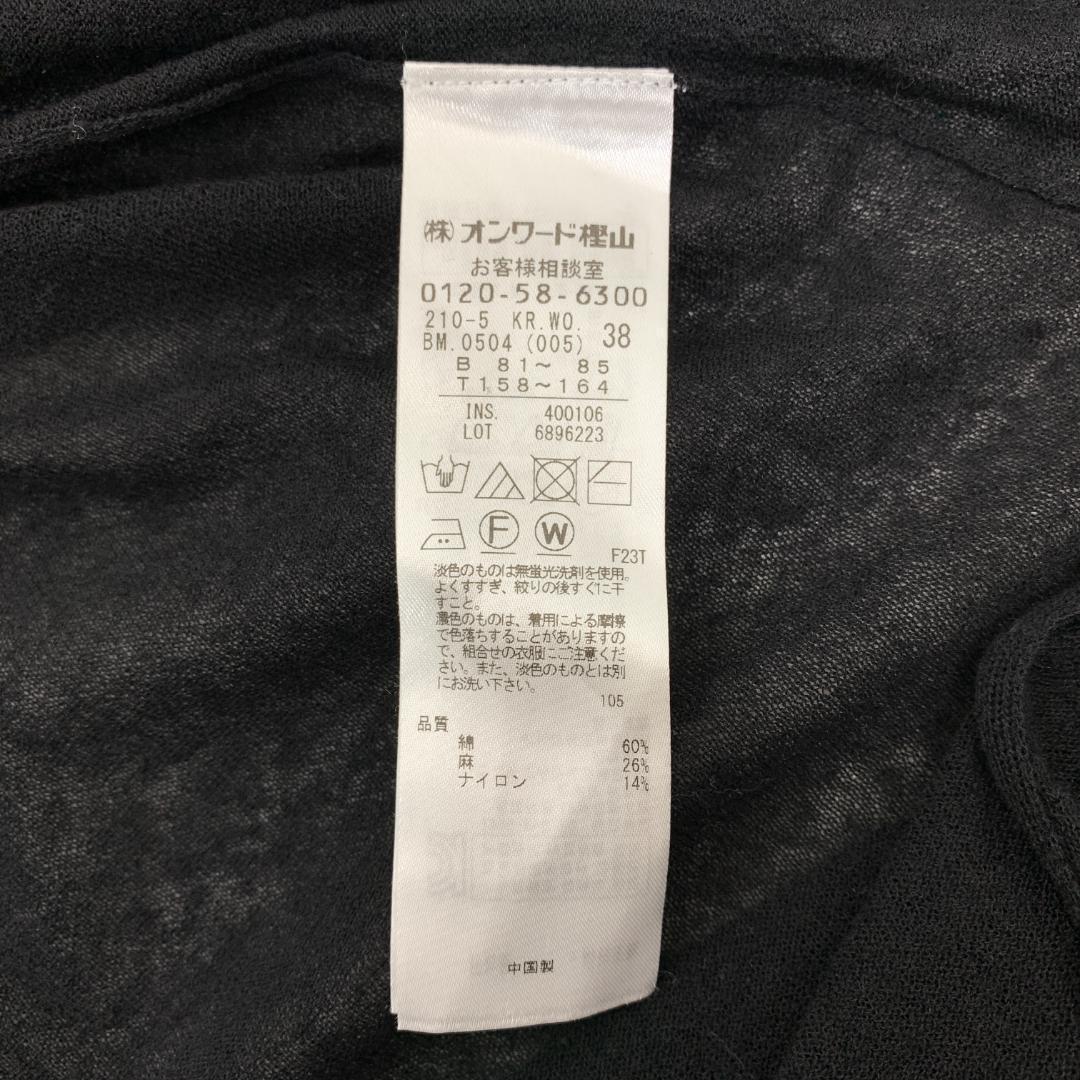 (株)オンワード樫山
お客様相談室
0120-58-6300
210-5 KR.WO. 38
BM.0504 (005)
B 81～ 85
T158～164
INS. 400106
LOT 6896223
F W
F23T
淡色のものは無蛍光洗剤を使用。
よくすすぎ、絞りの後すぐに干
すこと。
濃色のものは、着用による摩擦
で色落ちすることがありますの
で、組合せの衣服にご注意くだ
さい。また、淡色のものとは別
にお洗い下さい。
105
品質
綿 60%
麻 26%
ナイロン 14%
中国製